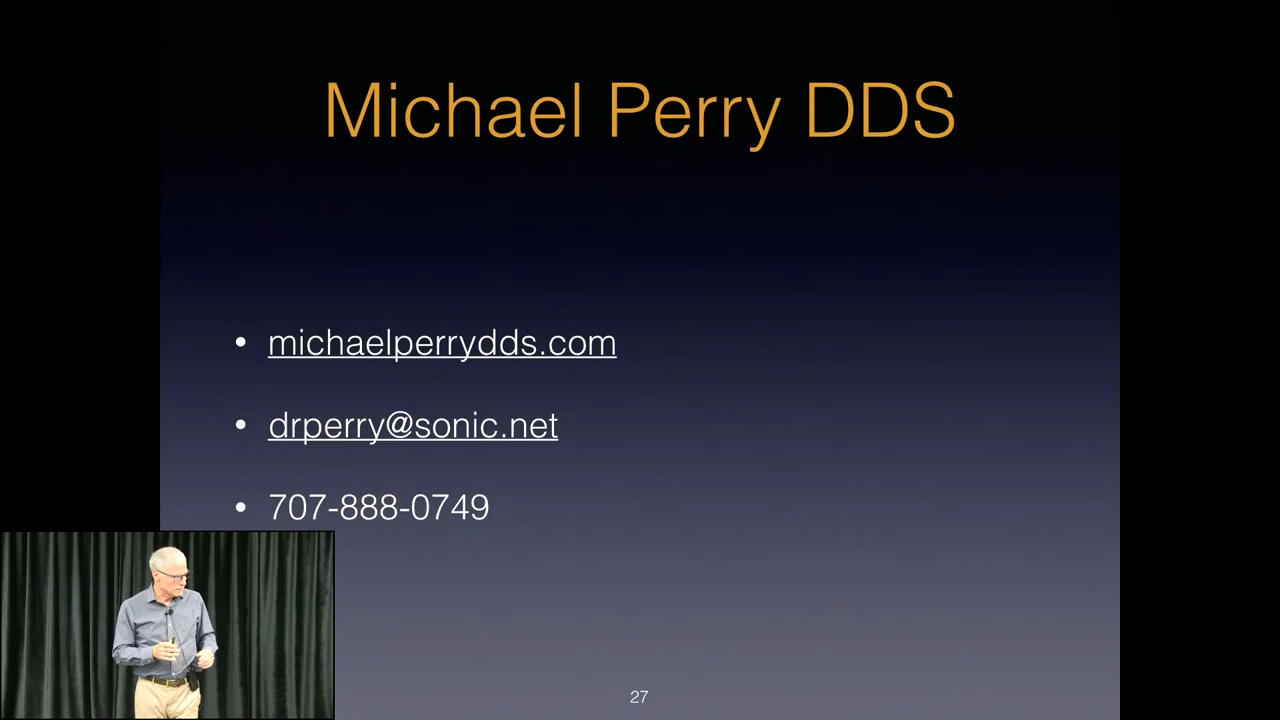 Michael Perry DDS
• michaelperrydds.com
• drperry@sonic.net
• 707-888-0749
27